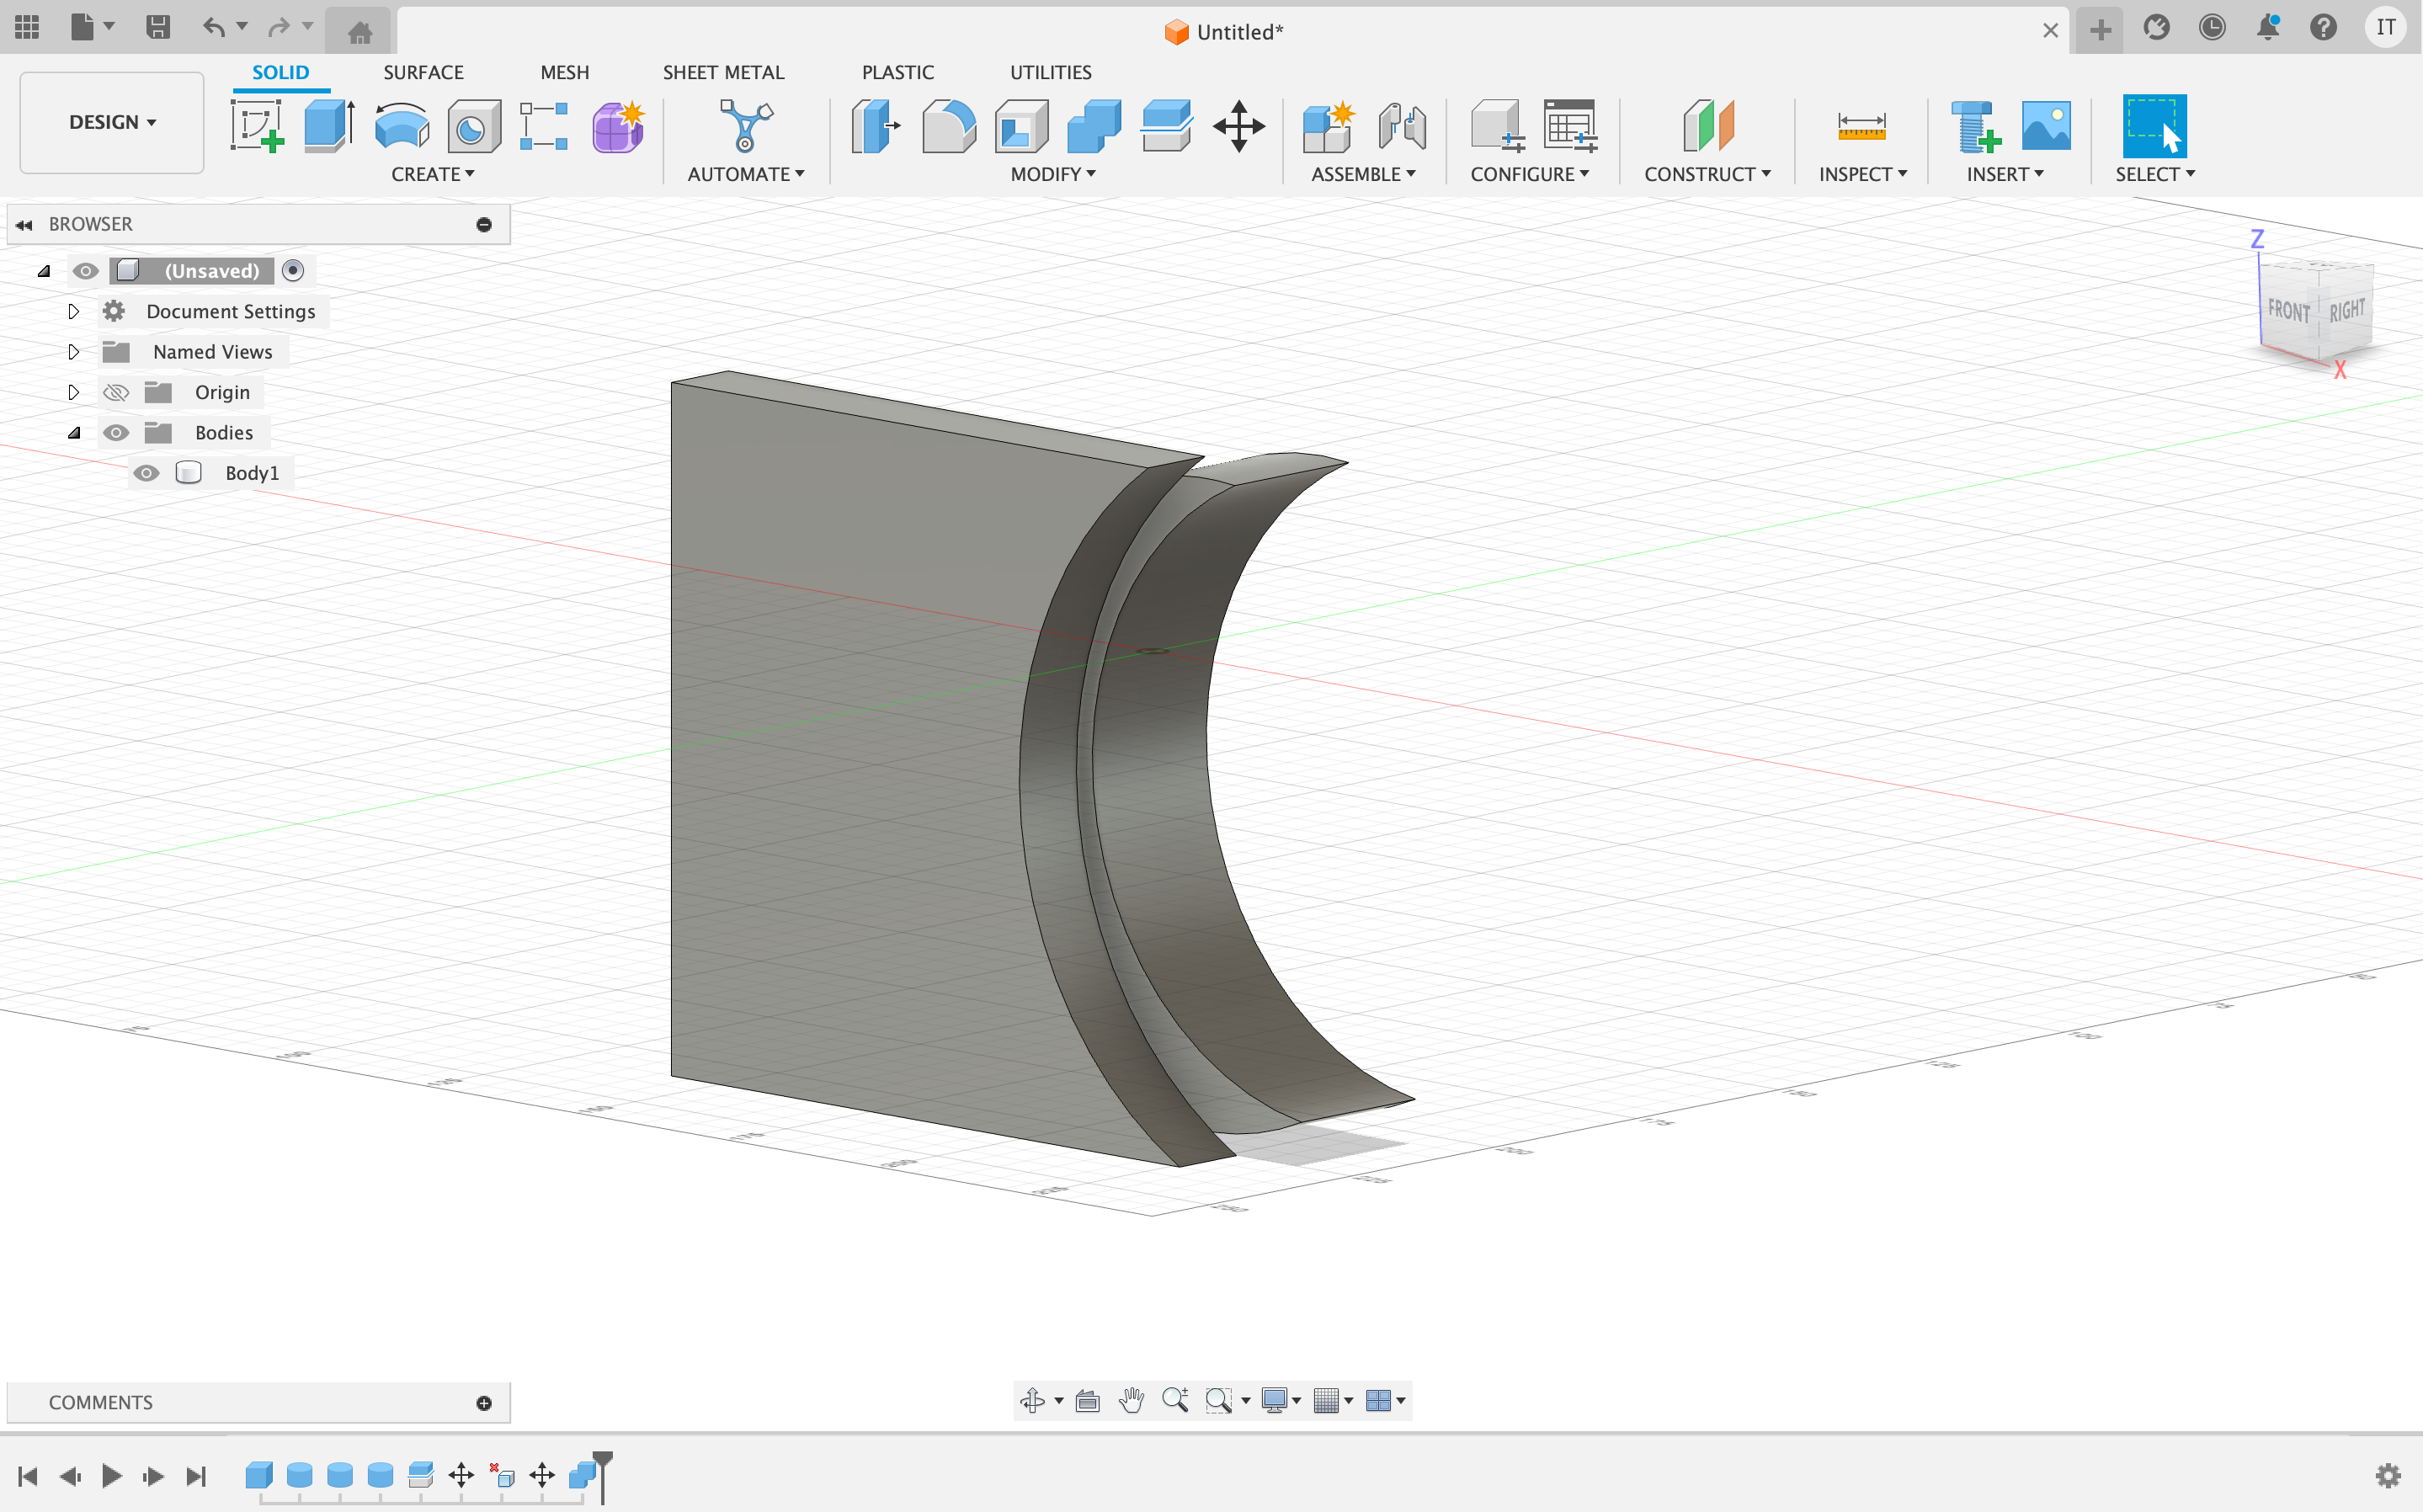 Untitled*
IT
DESIGN
SOLID
SURFACE
MESH
SHEET METAL
PLASTIC
UTILITIES
CREATE
AUTOMATE
MODIFY
ASSEMBLE
CONFIGURE
CONSTRUCT
INSPECT
INSERT
SELECT
BROWSER
(Unsaved)
Document Settings
Named Views
Origin
Bodies
Body1
Z
FRONT
RIGHT
X
COMMENTS